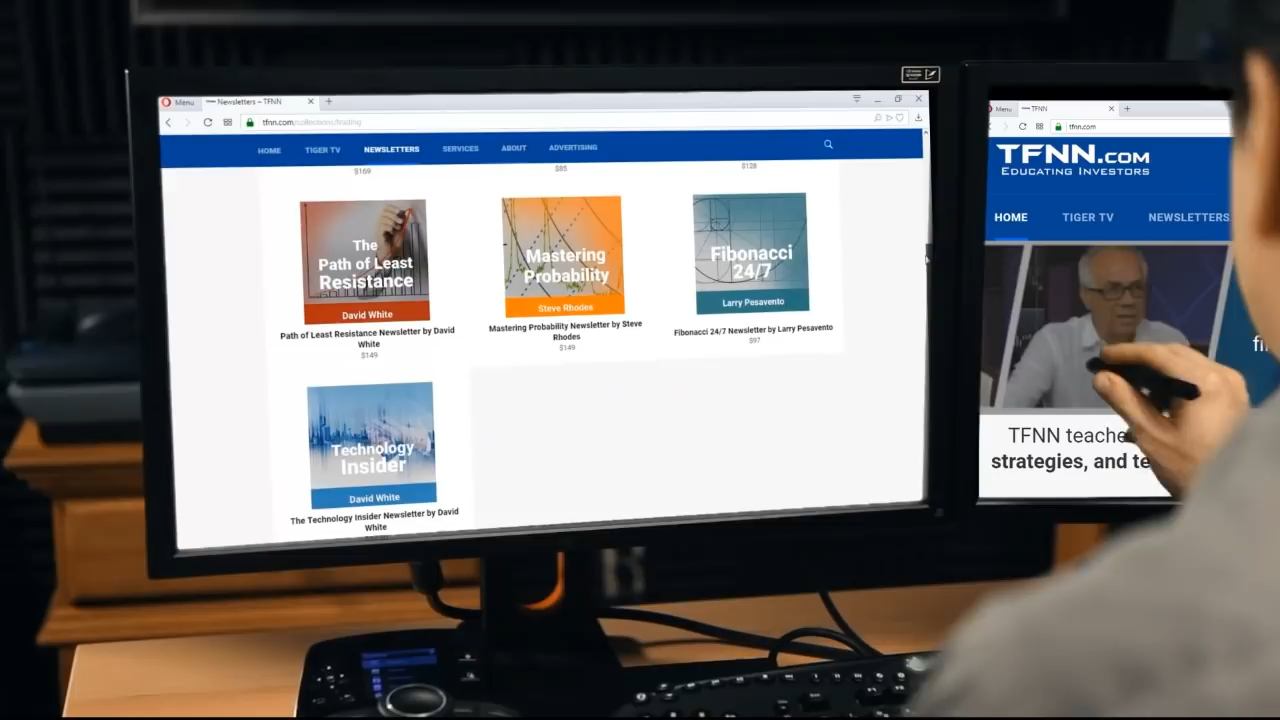 Menu
Newsletters – TFNN
tfnn.com/collections/trading
HOME TIGER TV NEWSLETTERS SERVICES ABOUT ADVERTISING
$169 $85 $128
The
Path of Least
Resistance
David White
Path of Least Resistance Newsletter by David
White
$149
Mastering
Probability
Steve Rhodes
Mastering Probability Newsletter by Steve
Rhodes
$149
Fibonacci
24/7
Larry Pesavento
Fibonacci 24/7 Newsletter by Larry Pesavento
$97
Technology
Insider
David White
The Technology Insider Newsletter by David
White
Menu
TFNN
tfnn.com
TFNN.COM
EDUCATING INVESTORS
HOME TIGER TV NEWSLETTERS
TFNN teache
strategies, and te